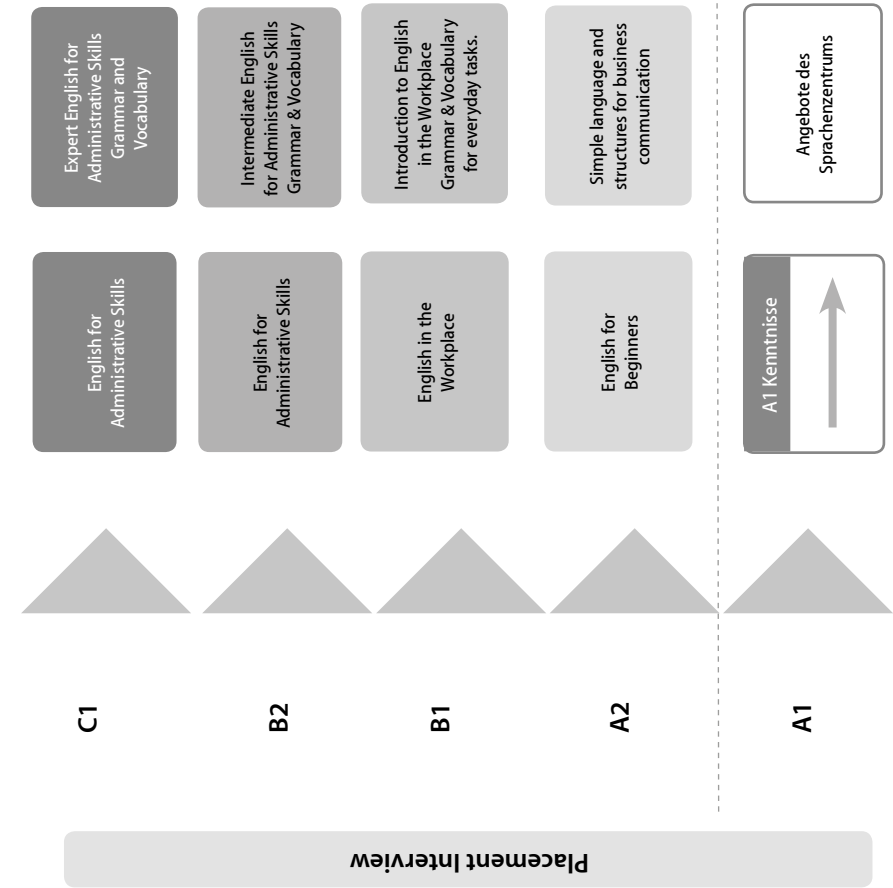 Placement Interview
C1
English for
Administrative Skills
Expert English for
Administrative Skills
Grammar and
Vocabulary
B2
English for
Administrative Skills
Intermediate English
for Administrative Skills
Grammar & Vocabulary
B1
English in the
Workplace
Introduction to English
in the Workplace
Grammar & Vocabulary
for everyday tasks.
A2
English for
Beginners
Simple language and
structures for business
communication
A1
A1 Kenntnisse
Angebote des
Sprachenzentrums